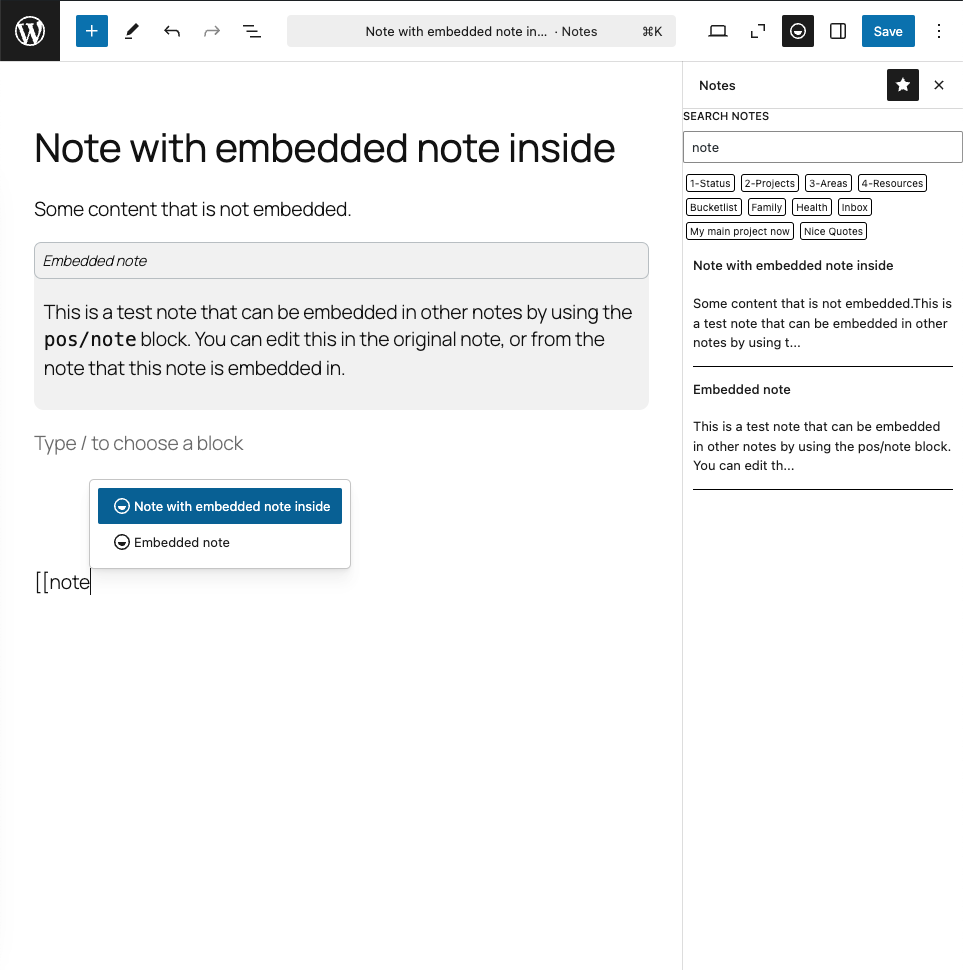 Note with embedded note in... · Notes ⌘K
Save
Note with embedded note inside
Some content that is not embedded.
Embedded note
This is a test note that can be embedded in other notes by using the
pos/note block. You can edit this in the original note, or from the
note that this note is embedded in.
Type / to choose a block
Note with embedded note inside
Embedded note
[[note
Notes
SEARCH NOTES
note
1-Status 2-Projects 3-Areas 4-Resources
Bucketlist Family Health Inbox
My main project now Nice Quotes
Note with embedded note inside
Some content that is not embedded.This is
a test note that can be embedded in other
notes by using t...
Embedded note
This is a test note that can be embedded
in other notes by using the pos/note block.
You can edit th...